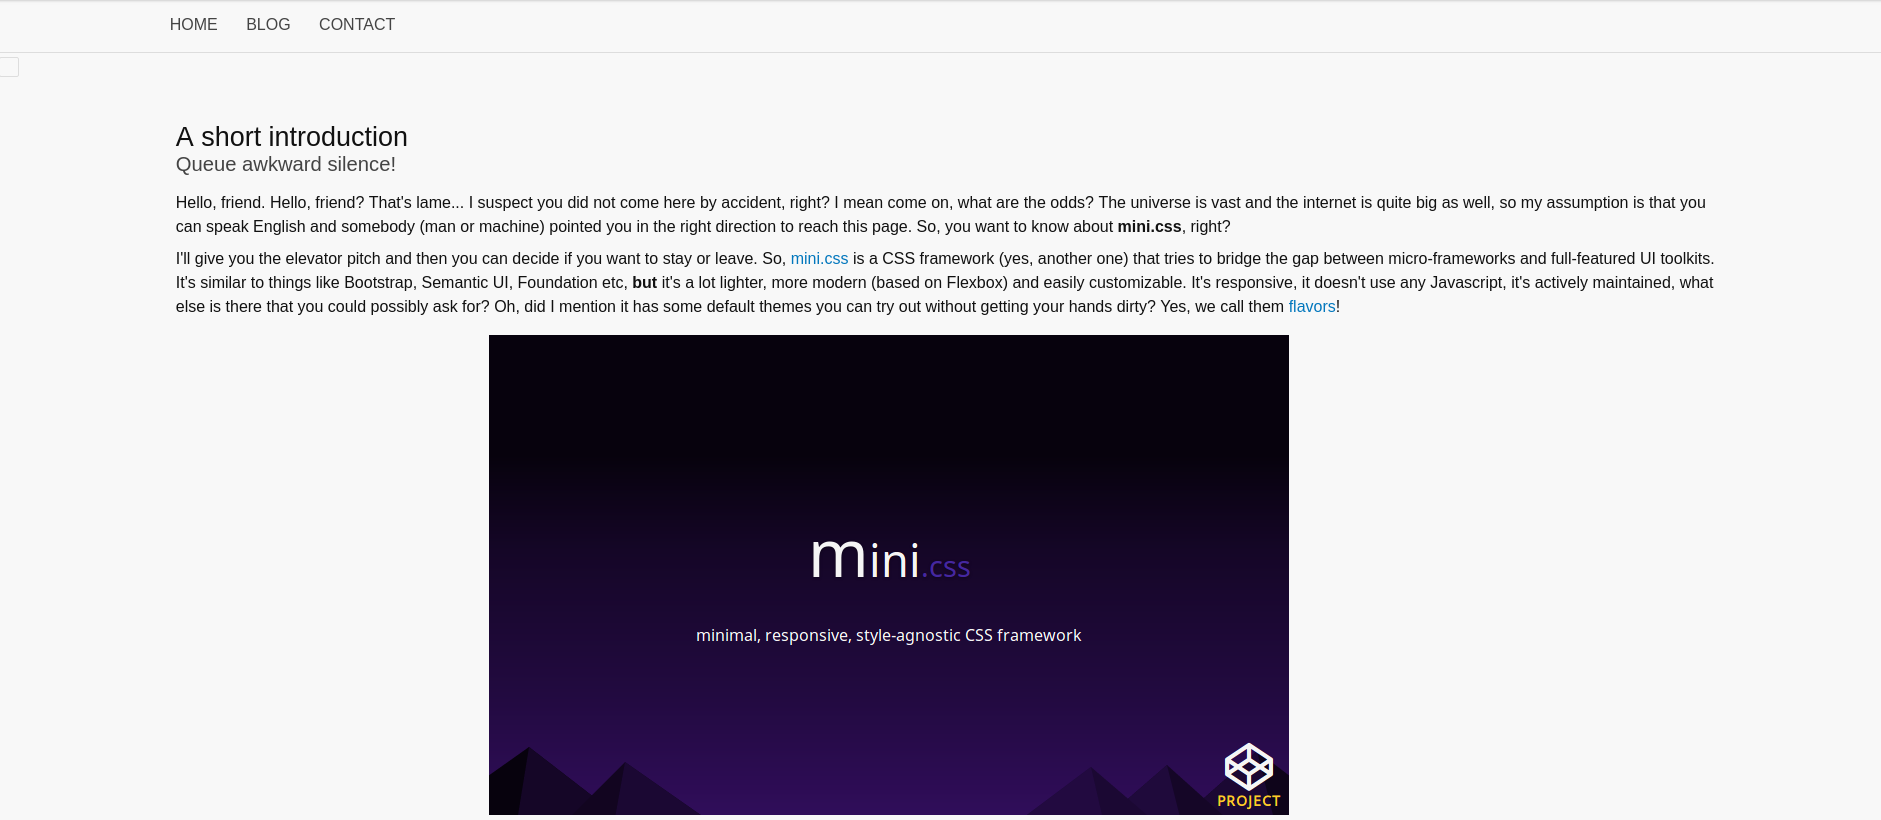 HOME BLOG CONTACT
A short introduction
Queue awkward silence!
Hello, friend. Hello, friend? That's lame... I suspect you did not come here by accident, right? I mean come on, what are the odds? The universe is vast and the internet is quite big as well, so my assumption is that you
can speak English and somebody (man or machine) pointed you in the right direction to reach this page. So, you want to know about mini.css, right?
I'll give you the elevator pitch and then you can decide if you want to stay or leave. So, mini.css is a CSS framework (yes, another one) that tries to bridge the gap between micro-frameworks and full-featured UI toolkits.
It's similar to things like Bootstrap, Semantic UI, Foundation etc, but it's a lot lighter, more modern (based on Flexbox) and easily customizable. It's responsive, it doesn't use any Javascript, it's actively maintained, what
else is there that you could possibly ask for? Oh, did I mention it has some default themes you can try out without getting your hands dirty? Yes, we call them flavors!
mini.css
minimal, responsive, style-agnostic CSS framework
PROJECT